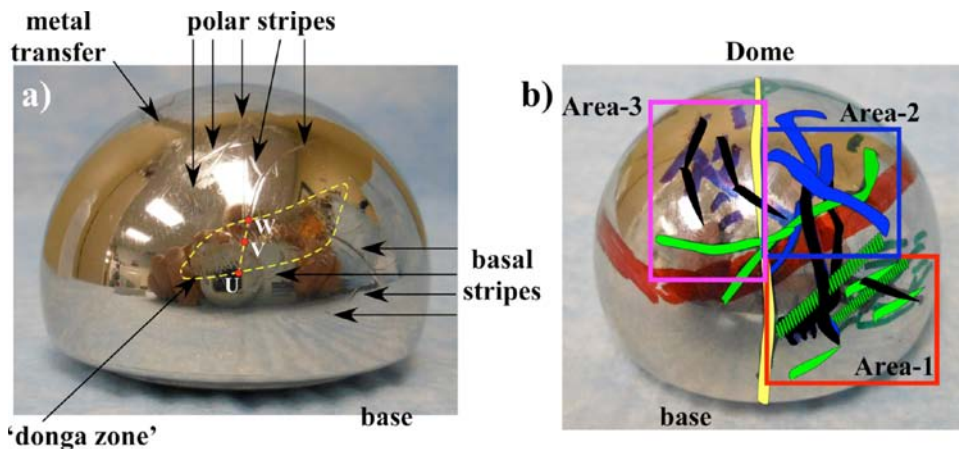 metal
transfer
polar stripes
a)
W
V
U
basal
stripes
base
'donga zone'
Dome
b)
Area-3
Area-2
Area-1
base